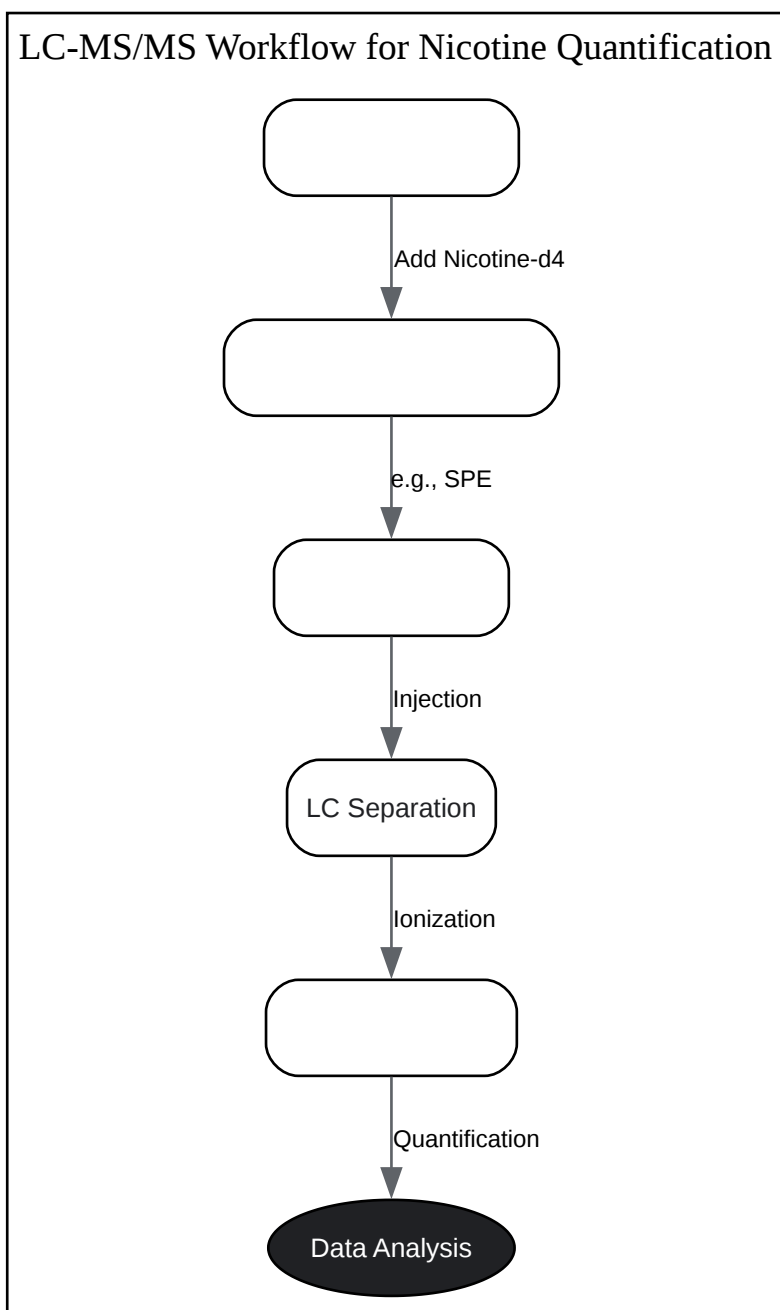 LC-MS/MS Workflow for Nicotine Quantification
Add Nicotine-d4
e.g., SPE
Injection
LC Separation
Ionization
Quantification
Data Analysis